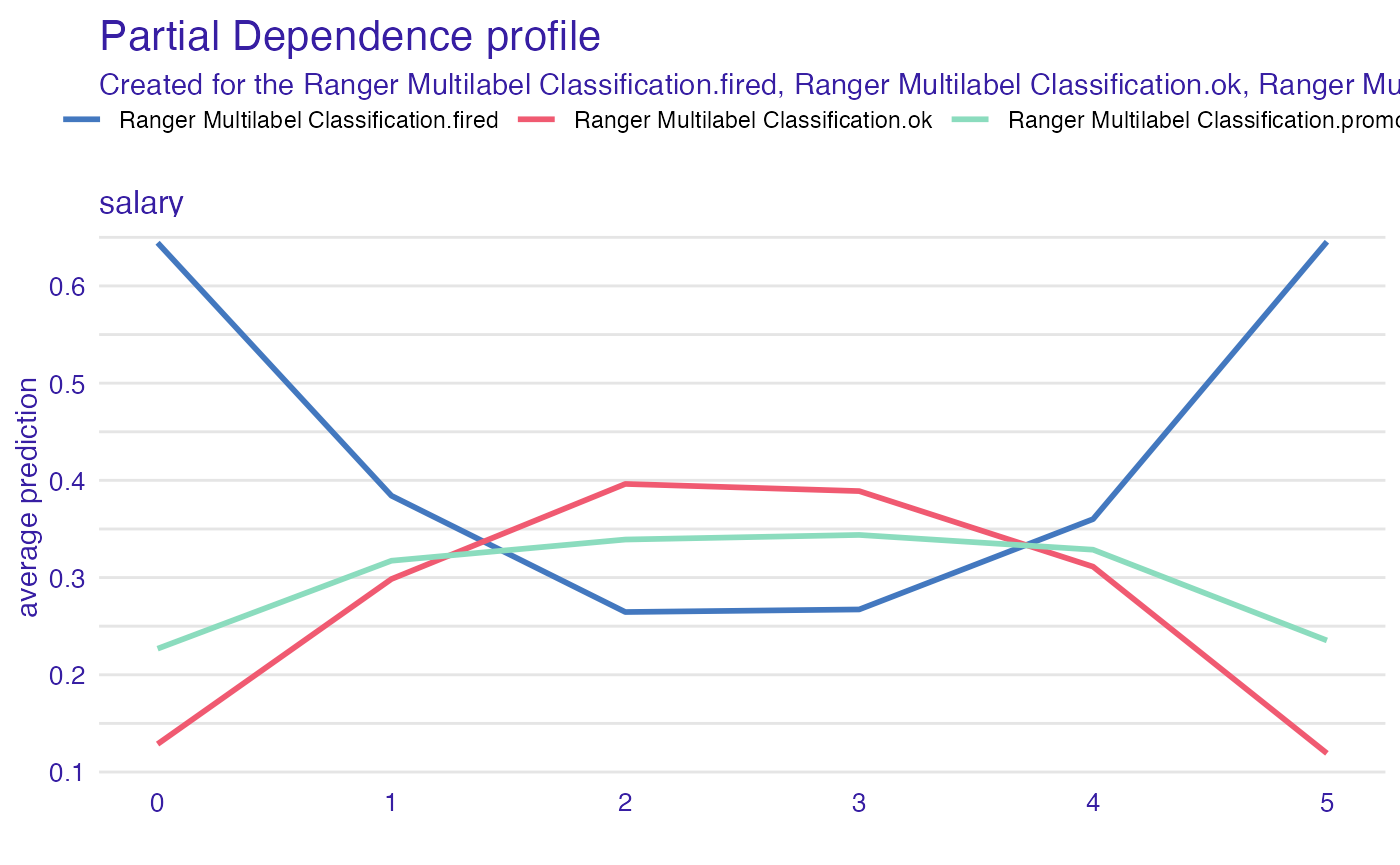 Partial Dependence profile
Created for the Ranger Multilabel Classification.fired, Ranger Multilabel Classification.ok, Ranger Mu
Ranger Multilabel Classification.fired Ranger Multilabel Classification.ok Ranger Multilabel Classification.promo
salary
average prediction
0.6
0.5
0.4
0.3
0.2
0.1
0 1 2 3 4 5